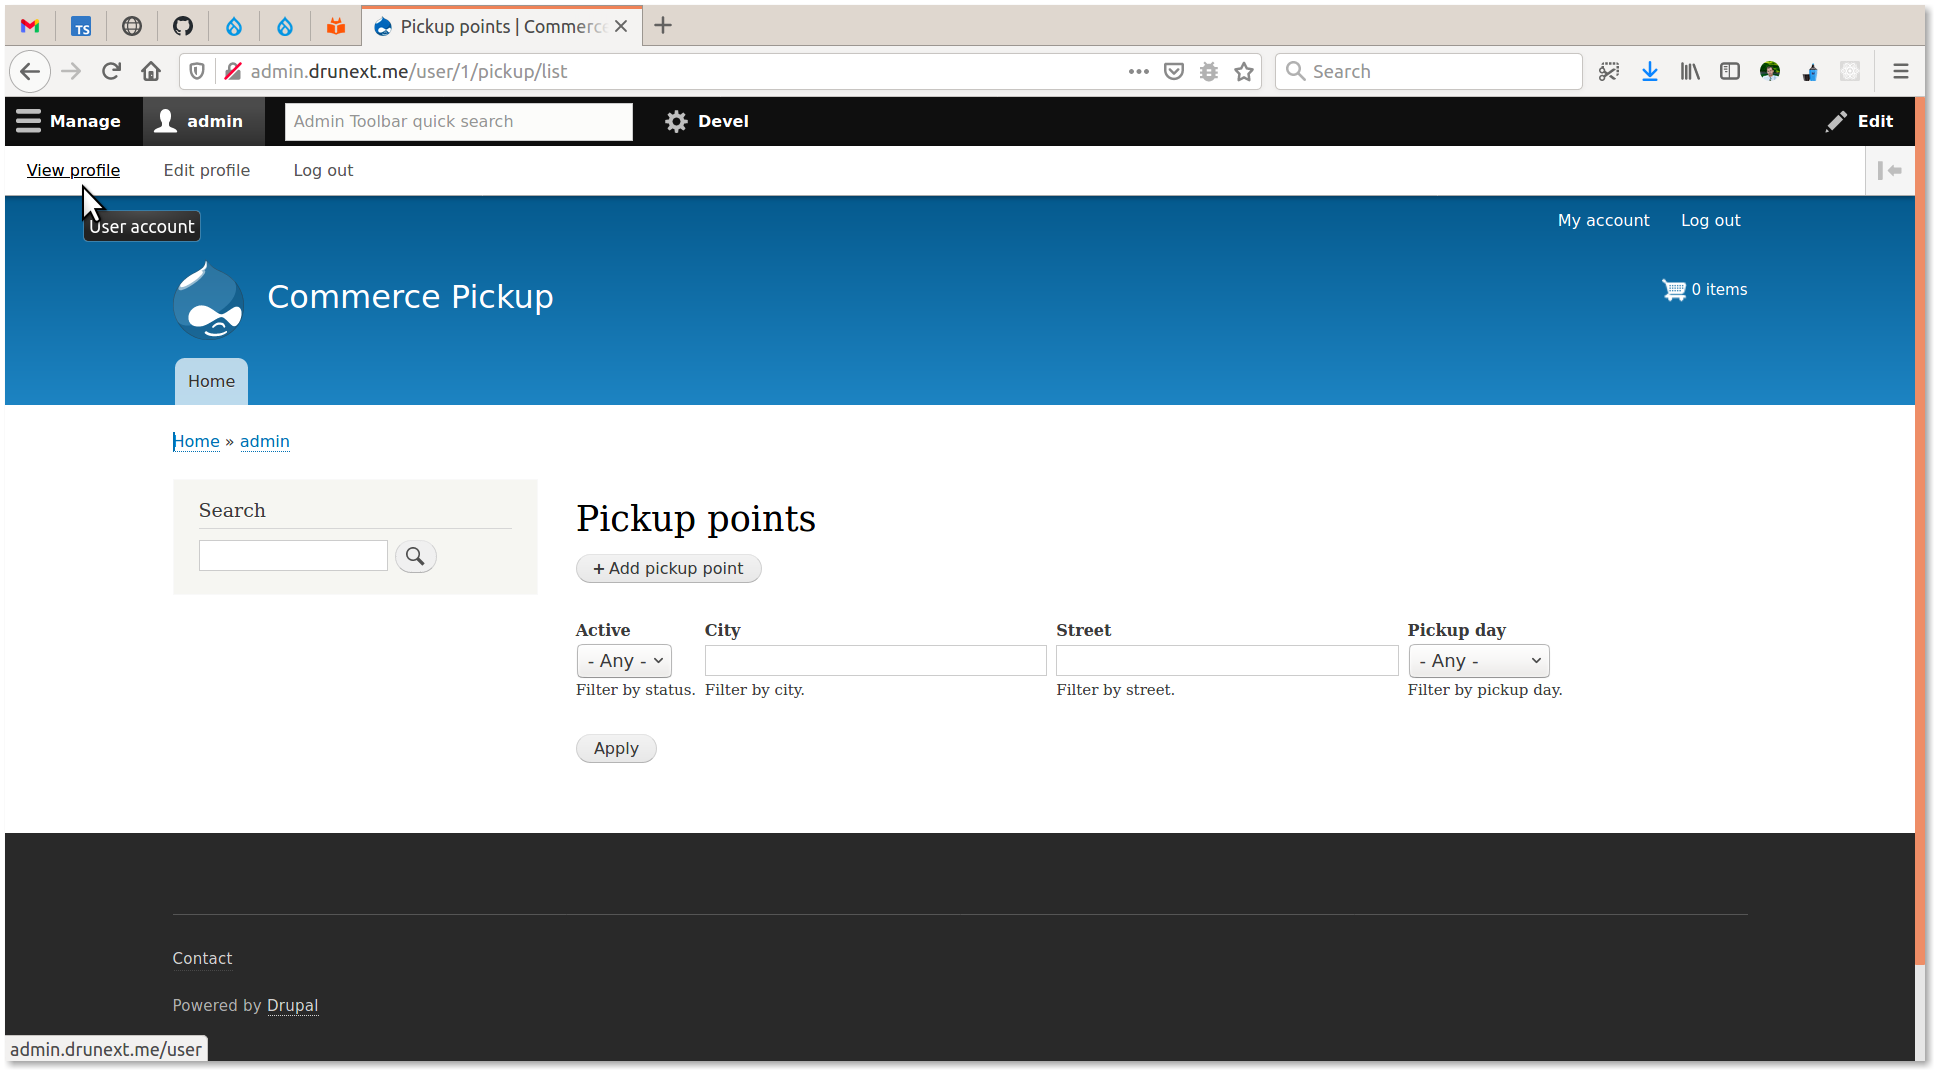 TS
Pickup points | Commerce
admin.drunext.me/user/1/pickup/list
Search
Manage
admin
Admin Toolbar quick search
Devel
Edit
View profile
Edit profile
Log out
User account
My account
Log out
Commerce Pickup
0 items
Home
Home » admin
Search
Pickup points
+ Add pickup point
Active
City
Street
Pickup day
- Any -
- Any -
Filter by status.
Filter by city.
Filter by street.
Filter by pickup day.
Apply
Contact
Powered by Drupal
admin.drunext.me/user